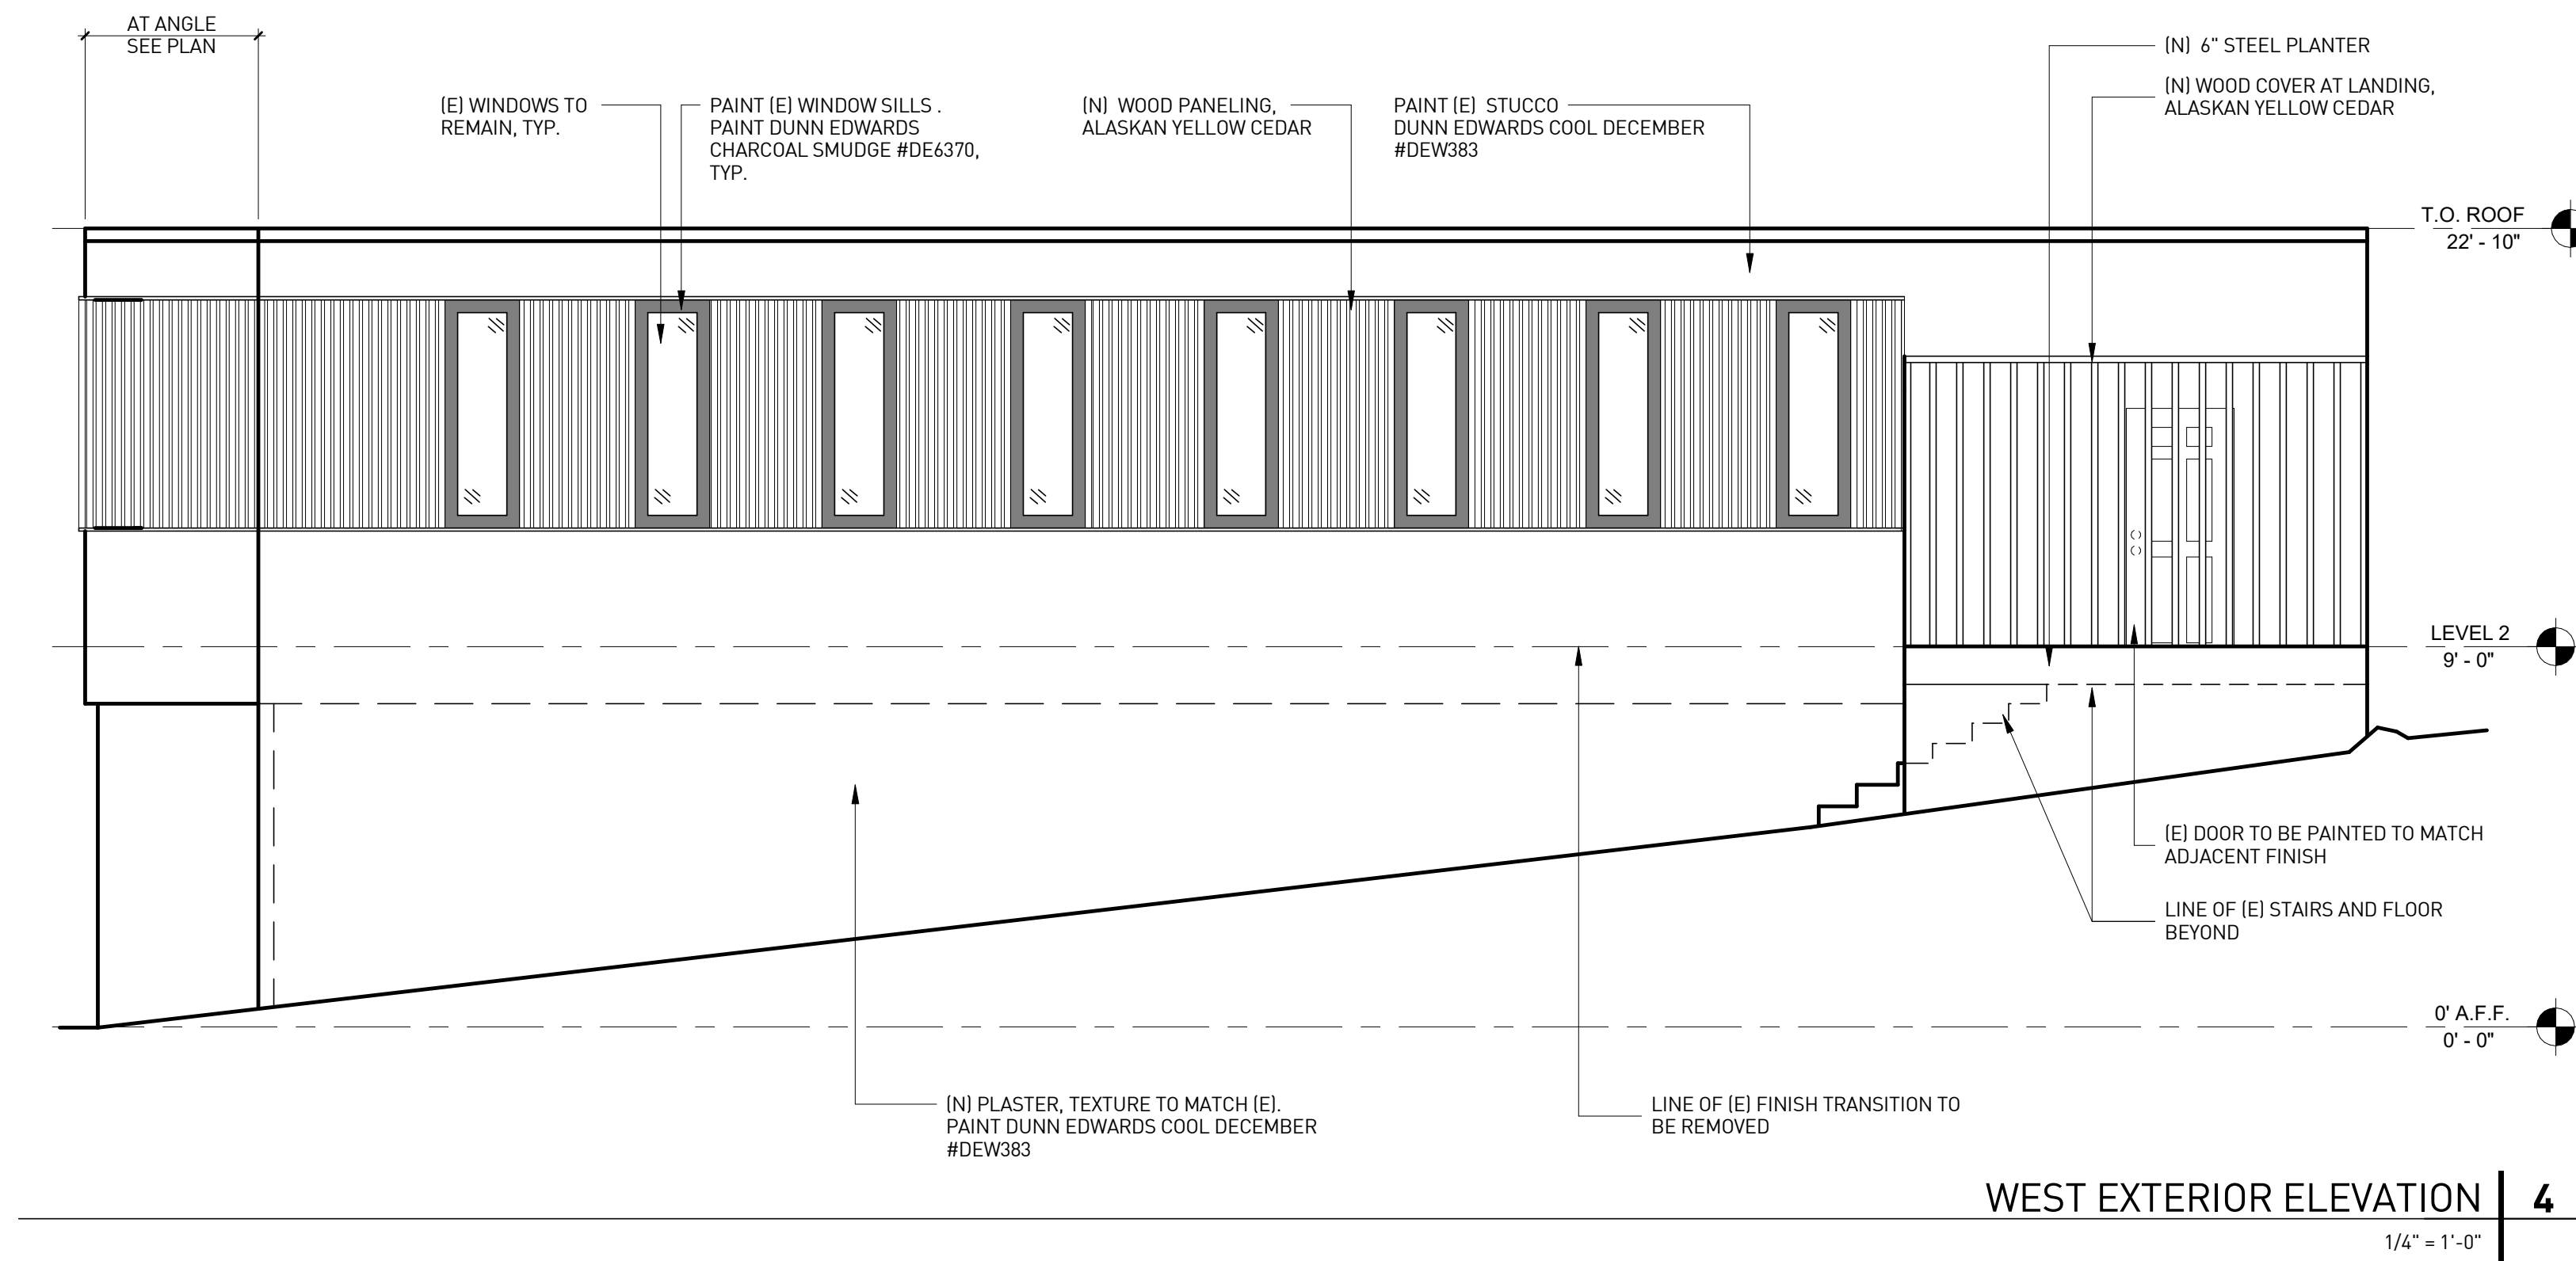 AT ANGLE
SEE PLAN
(N)  6" STEEL PLANTER
(N) WOOD COVER AT LANDING,
ALASKAN YELLOW CEDAR
(E) WINDOWS TO
REMAIN, TYP.
PAINT (E) WINDOW SILLS .
PAINT DUNN EDWARDS
CHARCOAL SMUDGE #DE6370,
TYP.
(N)  WOOD PANELING,
ALASKAN YELLOW CEDAR
PAINT (E)  STUCCO
DUNN EDWARDS COOL DECEMBER
#DEW383
T.O. ROOF
22' - 10"
LEVEL 2
9' - 0"
(E) DOOR TO BE PAINTED TO MATCH
ADJACENT FINISH
LINE OF (E) STAIRS AND FLOOR
BEYOND
0' A.F.F.
0' - 0"
(N) PLASTER, TEXTURE TO MATCH (E).
PAINT DUNN EDWARDS COOL DECEMBER
#DEW383
LINE OF (E) FINISH TRANSITION TO
BE REMOVED
WEST EXTERIOR ELEVATION 4
1/4" = 1'-0"